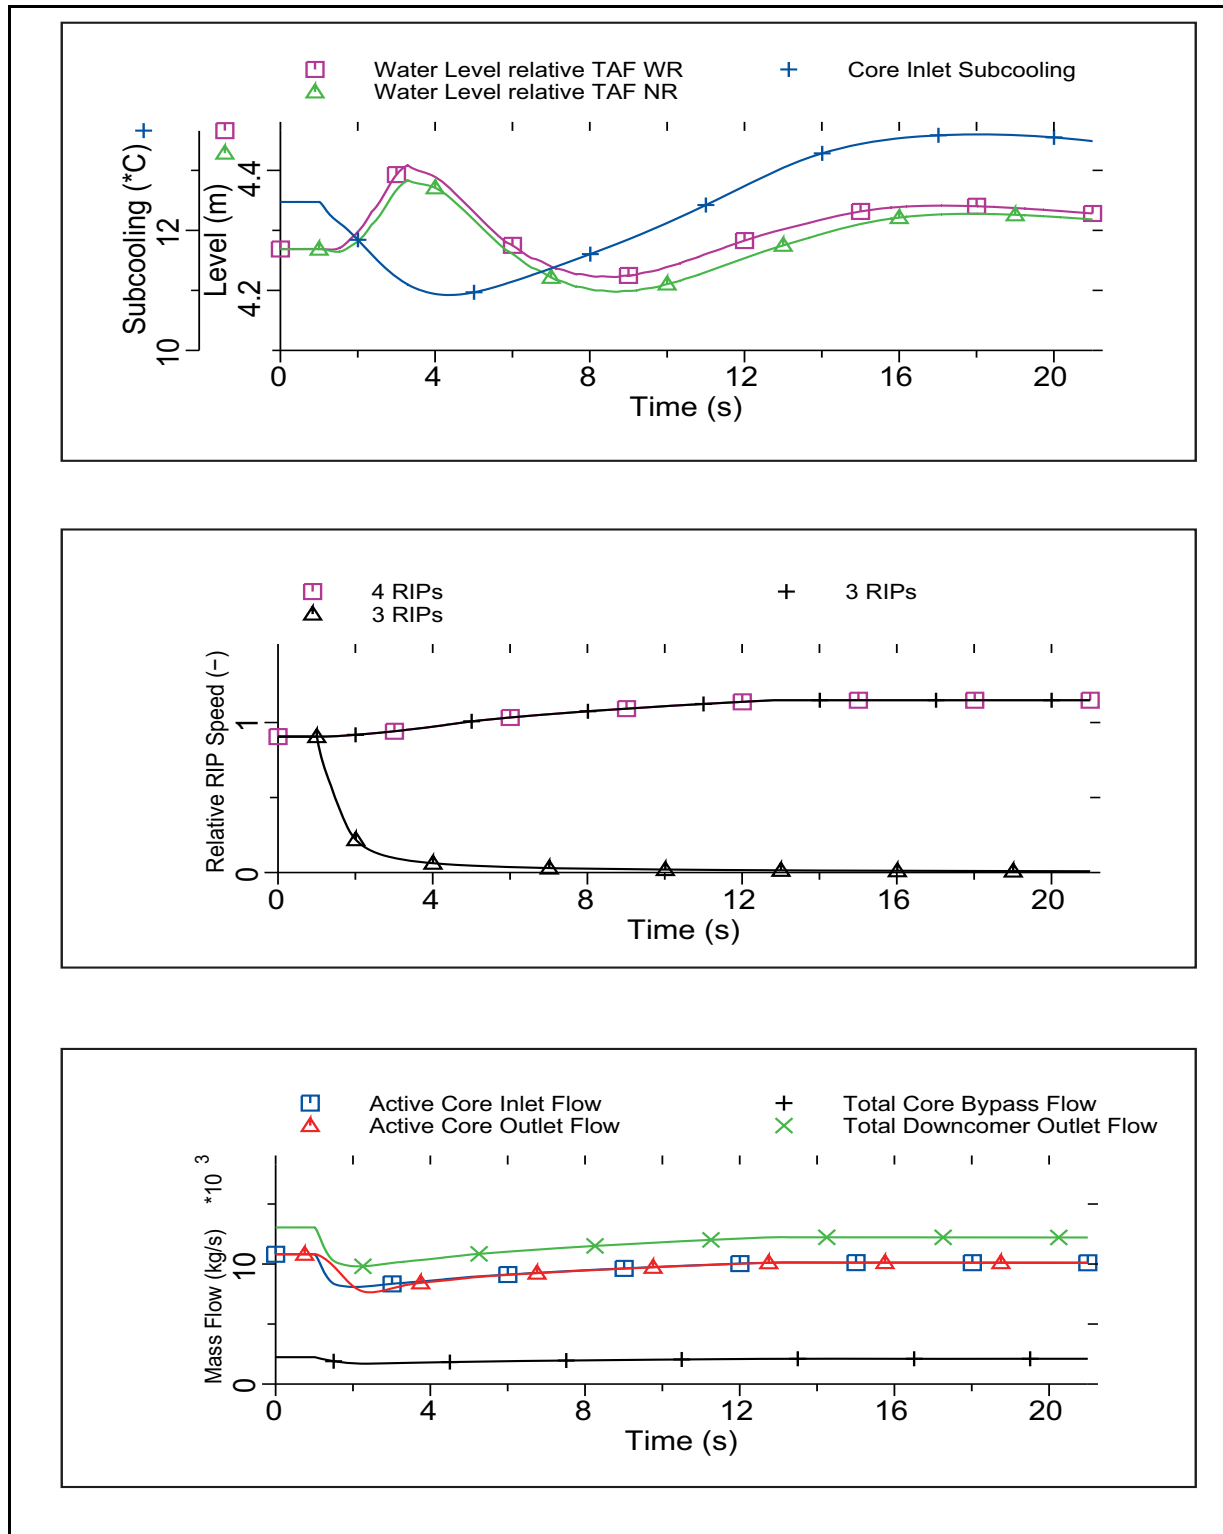 Water Level relative TAF WR
Water Level relative TAF NR
Core Inlet Subcooling
Subcooling (*C)
10
12
Level (m)
4.2
4.4
0 4 8 12 16 20
Time (s)
4 RIPs
3 RIPs
3 RIPs
Relative RIP Speed (−)
0
1
0 4 8 12 16 20
Time (s)
Active Core Inlet Flow
Active Core Outlet Flow
Total Core Bypass Flow
Total Downcomer Outlet Flow
Mass Flow (kg/s) *10 3
0
10
0 4 8 12 16 20
Time (s)